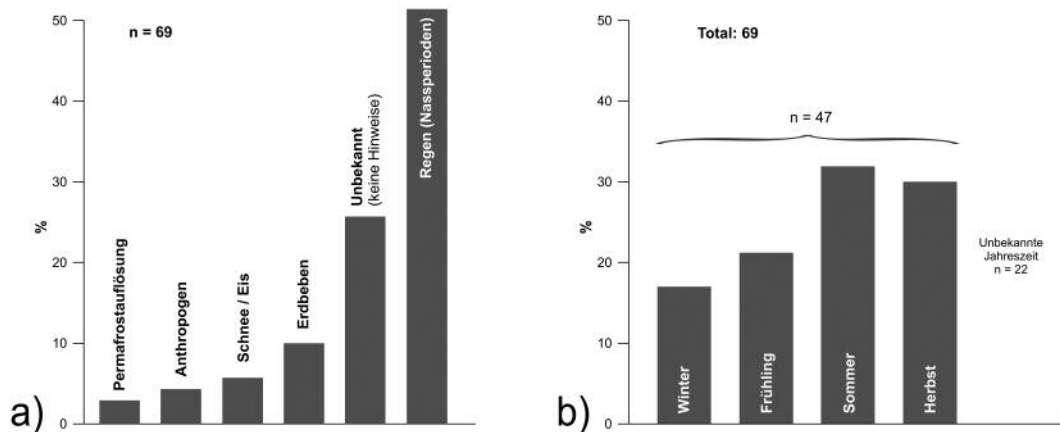 50
40
30
20
10
0
%
n = 69
Permafrostauflösung
Anthropogen
Schnee / Eis
Erdbeben
Unbekannt
(keine Hinweise)
Regen (Nassperioden)
a)
50
40
30
20
10
0
%
Total: 69
n = 47
Winter
Frühling
Sommer
Herbst
Unbekannte
Jahreszeit
n = 22
b)